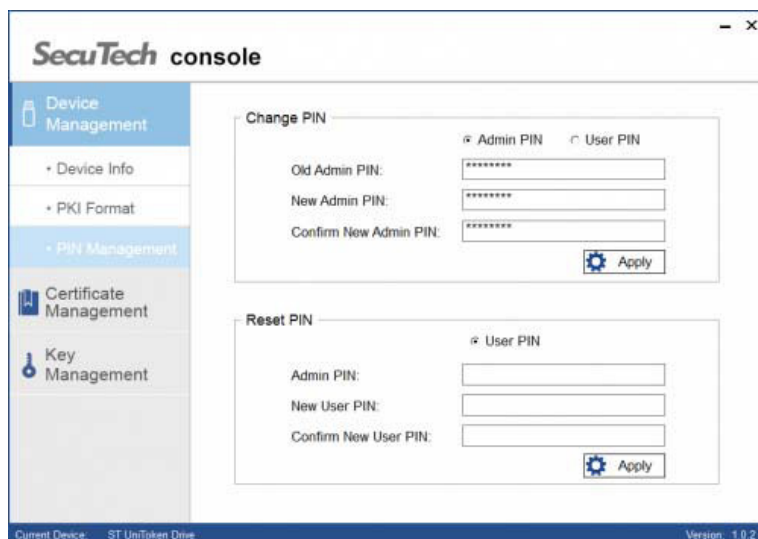 SecuTech console
Device
Management
• Device Info
• PKI Format
• PIN Management
Certificate
Management
Key
Management
Change PIN
Admin PIN User PIN
Old Admin PIN: ********
New Admin PIN: ********
Confirm New Admin PIN: ********
Apply
Reset PIN
User PIN
Admin PIN:
New User PIN:
Confirm New User PIN:
Apply
Current Device: ST UniToken Drive Version: 1.0.2